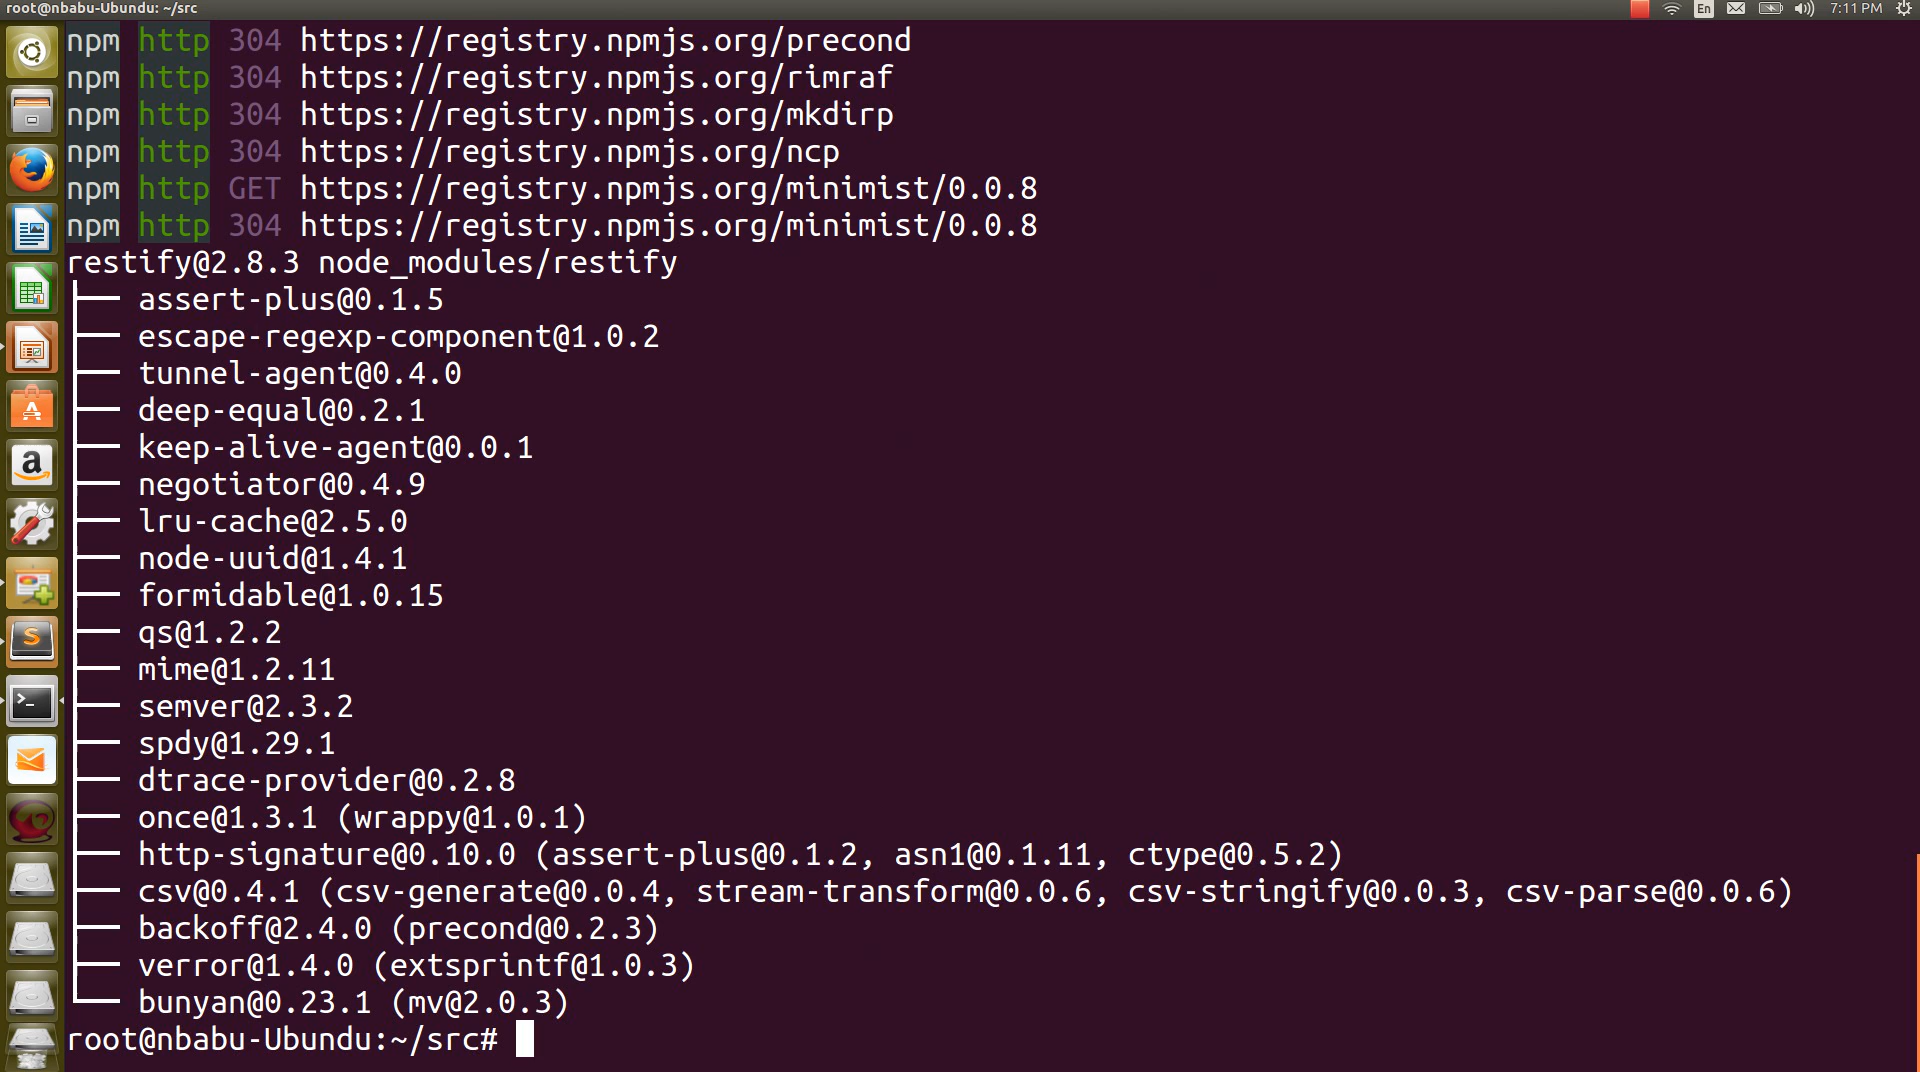 root@nbabu-Ubundu: ~/src
En
7:11 PM
npm http 304 https://registry.npmjs.org/precond
npm http 304 https://registry.npmjs.org/rimraf
npm http 304 https://registry.npmjs.org/mkdirp
npm http 304 https://registry.npmjs.org/ncp
npm http GET https://registry.npmjs.org/minimist/0.0.8
npm http 304 https://registry.npmjs.org/minimist/0.0.8
restify@2.8.3 node_modules/restify
├── assert-plus@0.1.5
├── escape-regexp-component@1.0.2
├── tunnel-agent@0.4.0
├── deep-equal@0.2.1
├── keep-alive-agent@0.0.1
├── negotiator@0.4.9
├── lru-cache@2.5.0
├── node-uuid@1.4.1
├── formidable@1.0.15
├── qs@1.2.2
├── mime@1.2.11
├── semver@2.3.2
├── spdy@1.29.1
├── dtrace-provider@0.2.8
├── once@1.3.1 (wrappy@1.0.1)
├── http-signature@0.10.0 (assert-plus@0.1.2, asn1@0.1.11, ctype@0.5.2)
├── csv@0.4.1 (csv-generate@0.0.4, stream-transform@0.0.6, csv-stringify@0.0.3, csv-parse@0.0.6)
├── backoff@2.4.0 (precond@0.2.3)
├── verror@1.4.0 (extsprintf@1.0.3)
└── bunyan@0.23.1 (mv@2.0.3)
root@nbabu-Ubundu:~/src#